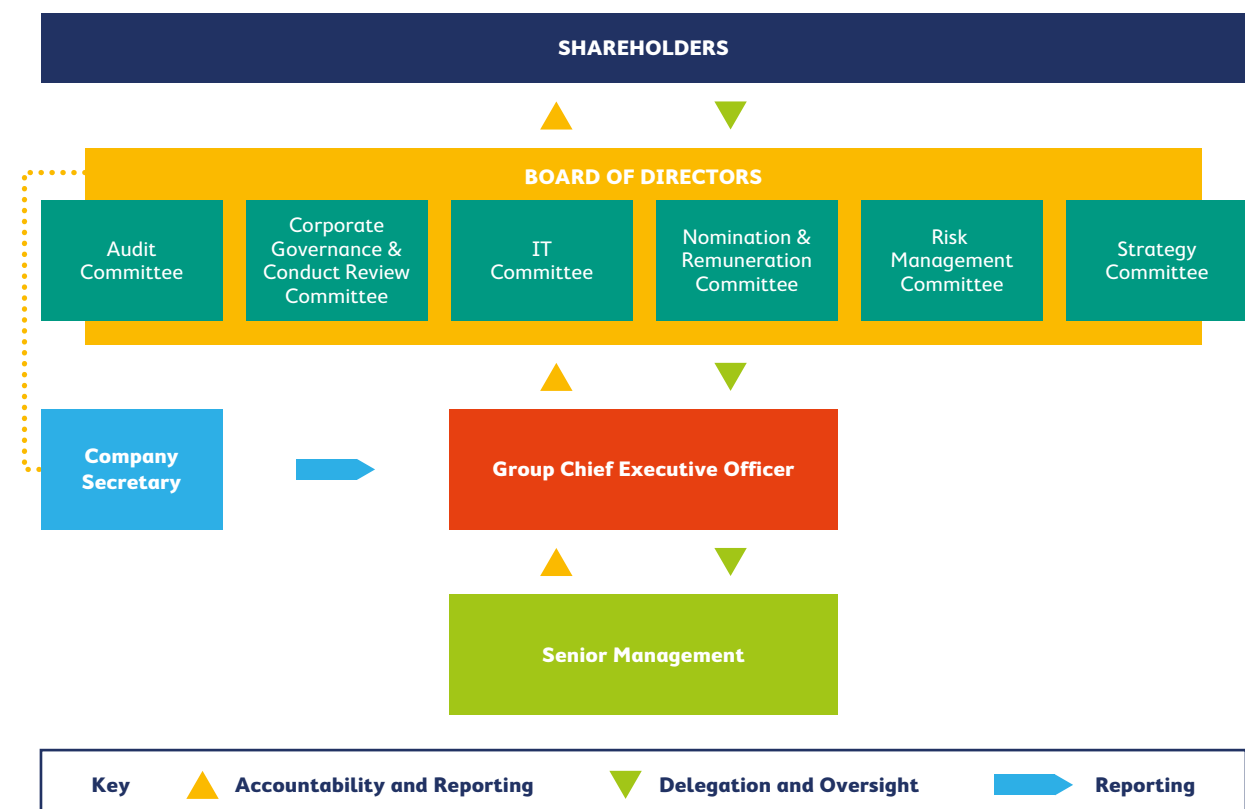 SHAREHOLDERS
BOARD OF DIRECTORS
Audit
Committee
Corporate
Governance &
Conduct Review
Committee
IT
Committee
Nomination &
Remuneration
Committee
Risk
Management
Committee
Strategy
Committee
Company
Secretary
Group Chief Executive Officer
Senior Management
Key
Accountability and Reporting
Delegation and Oversight
Reporting